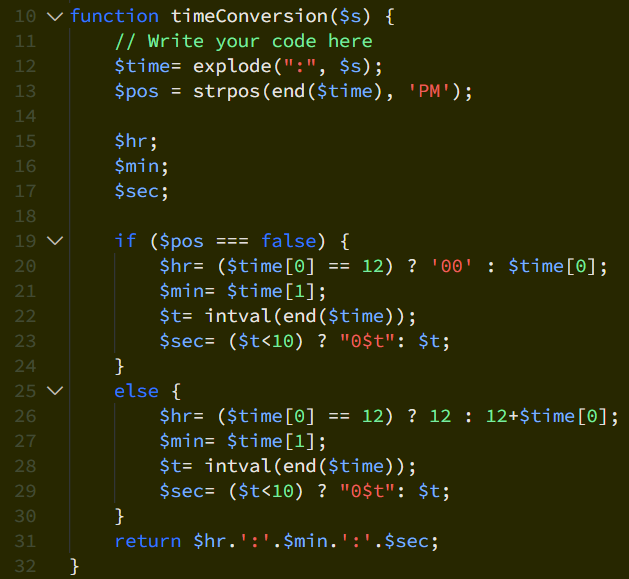 10 function timeConversion($s) {
11 // Write your code here
12 $time= explode(":", $s);
13 $pos = strpos(end($time), 'PM');
14
15 $hr;
16 $min;
17 $sec;
18
19 if ($pos === false) {
20 $hr= ($time[0] == 12) ? '00' : $time[0];
21 $min= $time[1];
22 $t= intval(end($time));
23 $sec= ($t<10) ? "0$t": $t;
24 }
25 else {
26 $hr= ($time[0] == 12) ? 12 : 12+$time[0];
27 $min= $time[1];
28 $t= intval(end($time));
29 $sec= ($t<10) ? "0$t": $t;
30 }
31 return $hr.':'.$min.':'.$sec;
32 }